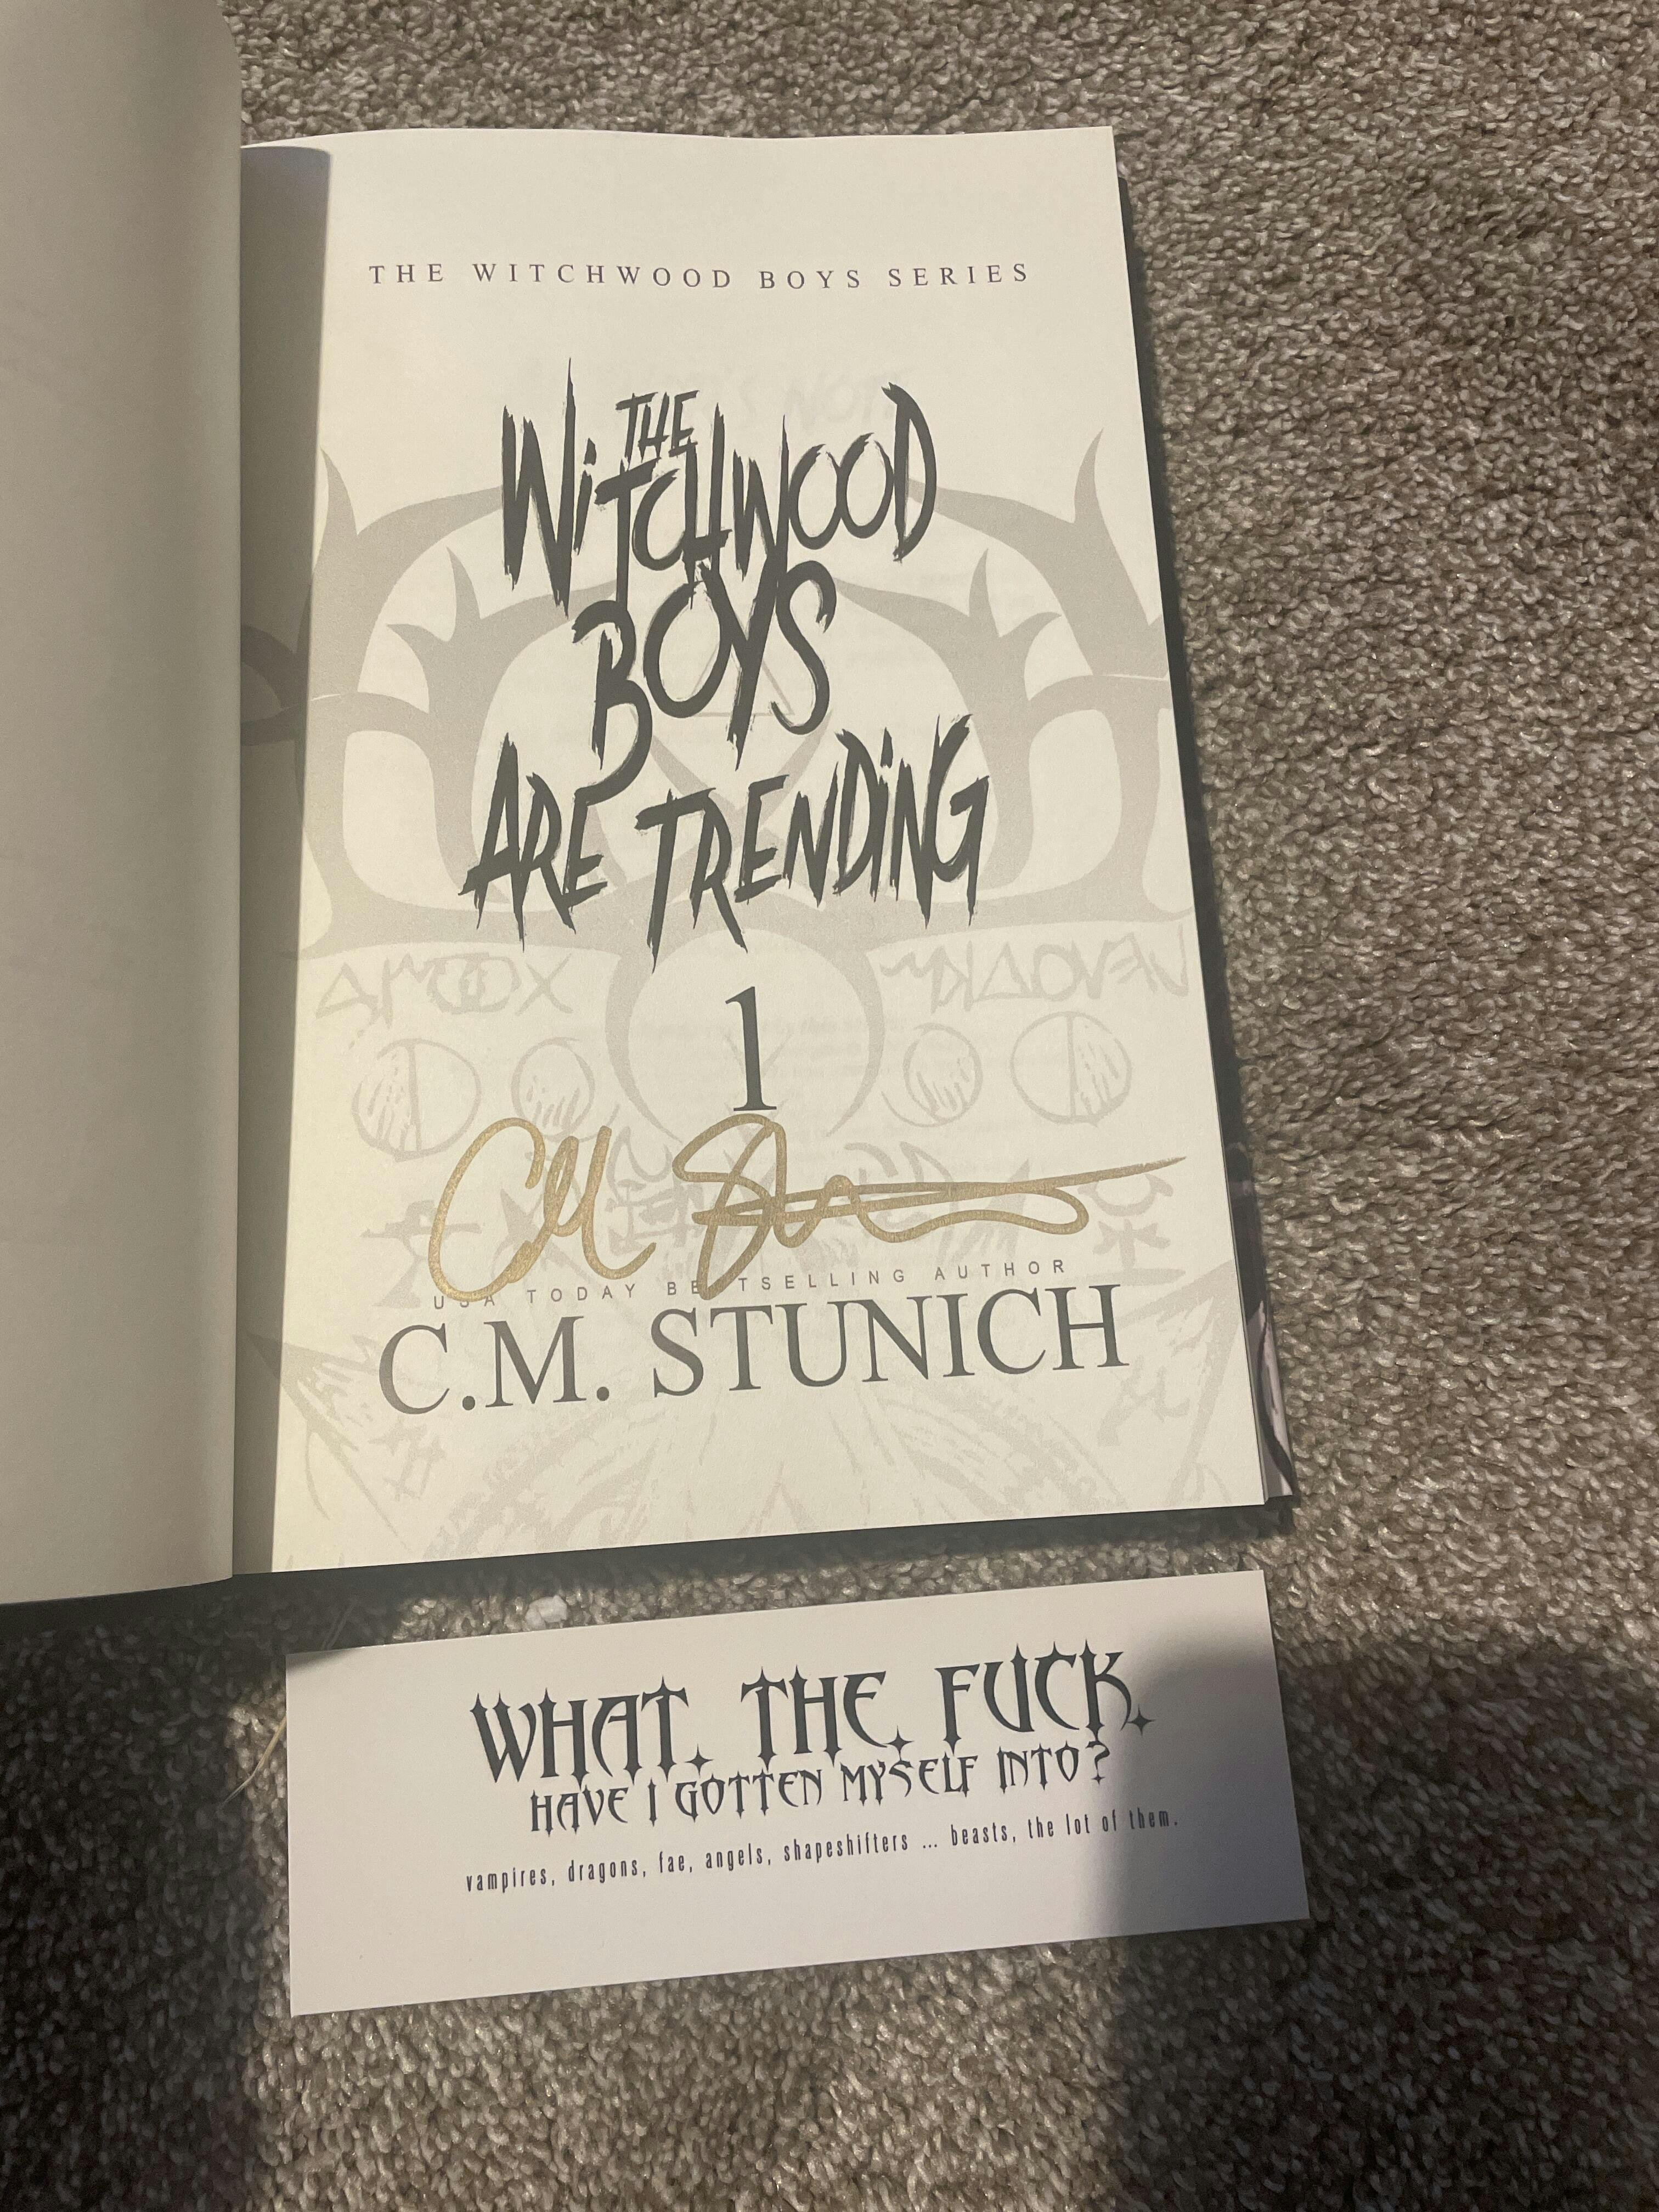 THE WITCHWOOD BOYS SERIES
THE
WiTCHWOOD
BOYS
ARE TRENDiNG
1
USA TODAY BESTSELLING AUTHOR
C.M. STUNICH
WHAT. THE. FUCK.
HAVE I GOTTEN MYSELF INTO?
vampires, dragons, fae, angels, shapeshifters ... beasts, the lot of them.